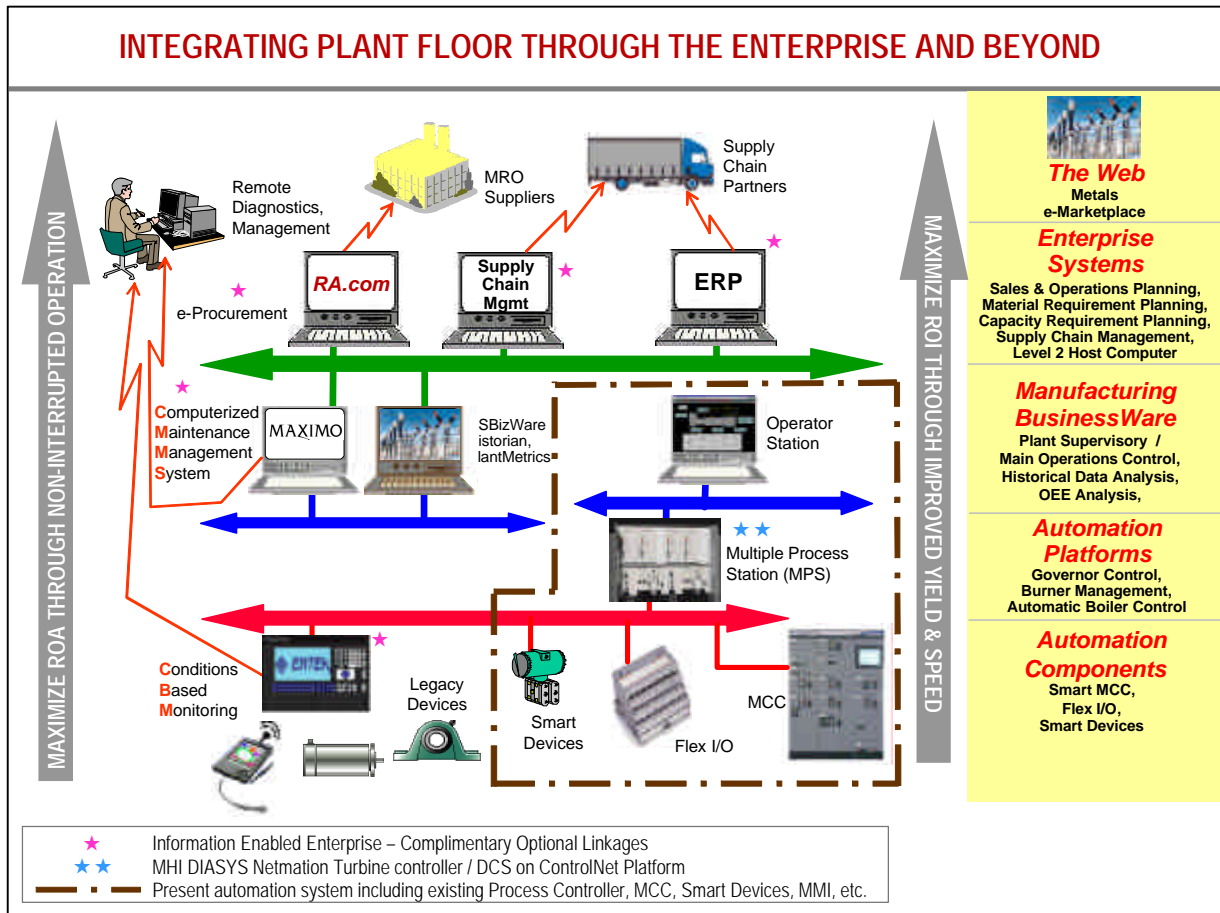 INTEGRATING PLANT FLOOR THROUGH THE ENTERPRISE AND BEYOND
MAXIMIZE ROA THROUGH NON-INTERRUPTED OPERATION
Remote
Diagnostics,
Management
MRO
Suppliers
Supply
Chain
Partners
e-Procurement
RA.com
Supply
Chain
Mgmt
ERP
Computerized
Maintenance
Management
System
MAXIMO
SBizWare
istorian,
lantMetrics
Operator
Station
Multiple Process
Station (MPS)
Conditions
Based
Monitoring
ENTEK
Legacy
Devices
Smart
Devices
Flex I/O
MCC
MAXIMIZE ROI THROUGH IMPROVED YIELD & SPEED
The Web
Metals
e-Marketplace
Enterprise
Systems
Sales & Operations Planning,
Material Requirement Planning,
Capacity Requirement Planning,
Supply Chain Management,
Level 2 Host Computer
Manufacturing
BusinessWare
Plant Supervisory /
Main Operations Control,
Historical Data Analysis,
OEE Analysis,
Automation
Platforms
Governor Control,
Burner Management,
Automatic Boiler Control
Automation
Components
Smart MCC,
Flex I/O,
Smart Devices
Information Enabled Enterprise – Complimentary Optional Linkages
MHI DIASYS Netmation Turbine controller / DCS on ControlNet Platform
Present automation system including existing Process Controller, MCC, Smart Devices, MMI, etc.